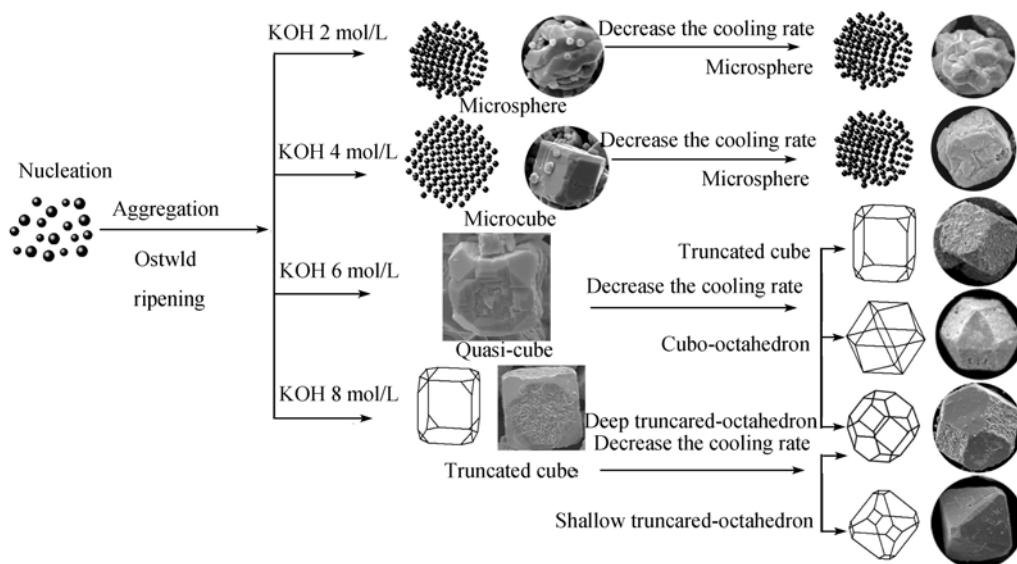 KOH 2 mol/L
Decrease the cooling rate
Microsphere
Microsphere
KOH 4 mol/L
Decrease the cooling rate
Microsphere
Nucleation
Aggregation
Microcube
Truncated cube
Ostwld
ripening
KOH 6 mol/L
Decrease the cooling rate
Quasi-cube
Cubo-octahedron
KOH 8 mol/L
Deep truncared-octahedron
Decrease the cooling rate
Truncated cube
Shallow truncared-octahedron